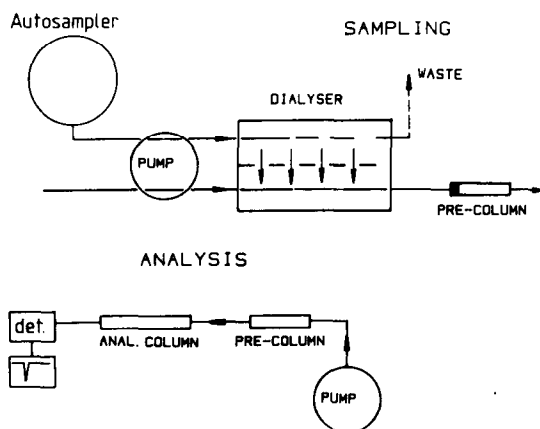 Autosampler
SAMPLING
WASTE
DIALYSER
PUMP
PRE-COLUMN
ANALYSIS
det.
ANAL. COLUMN
PRE-COLUMN
PUMP